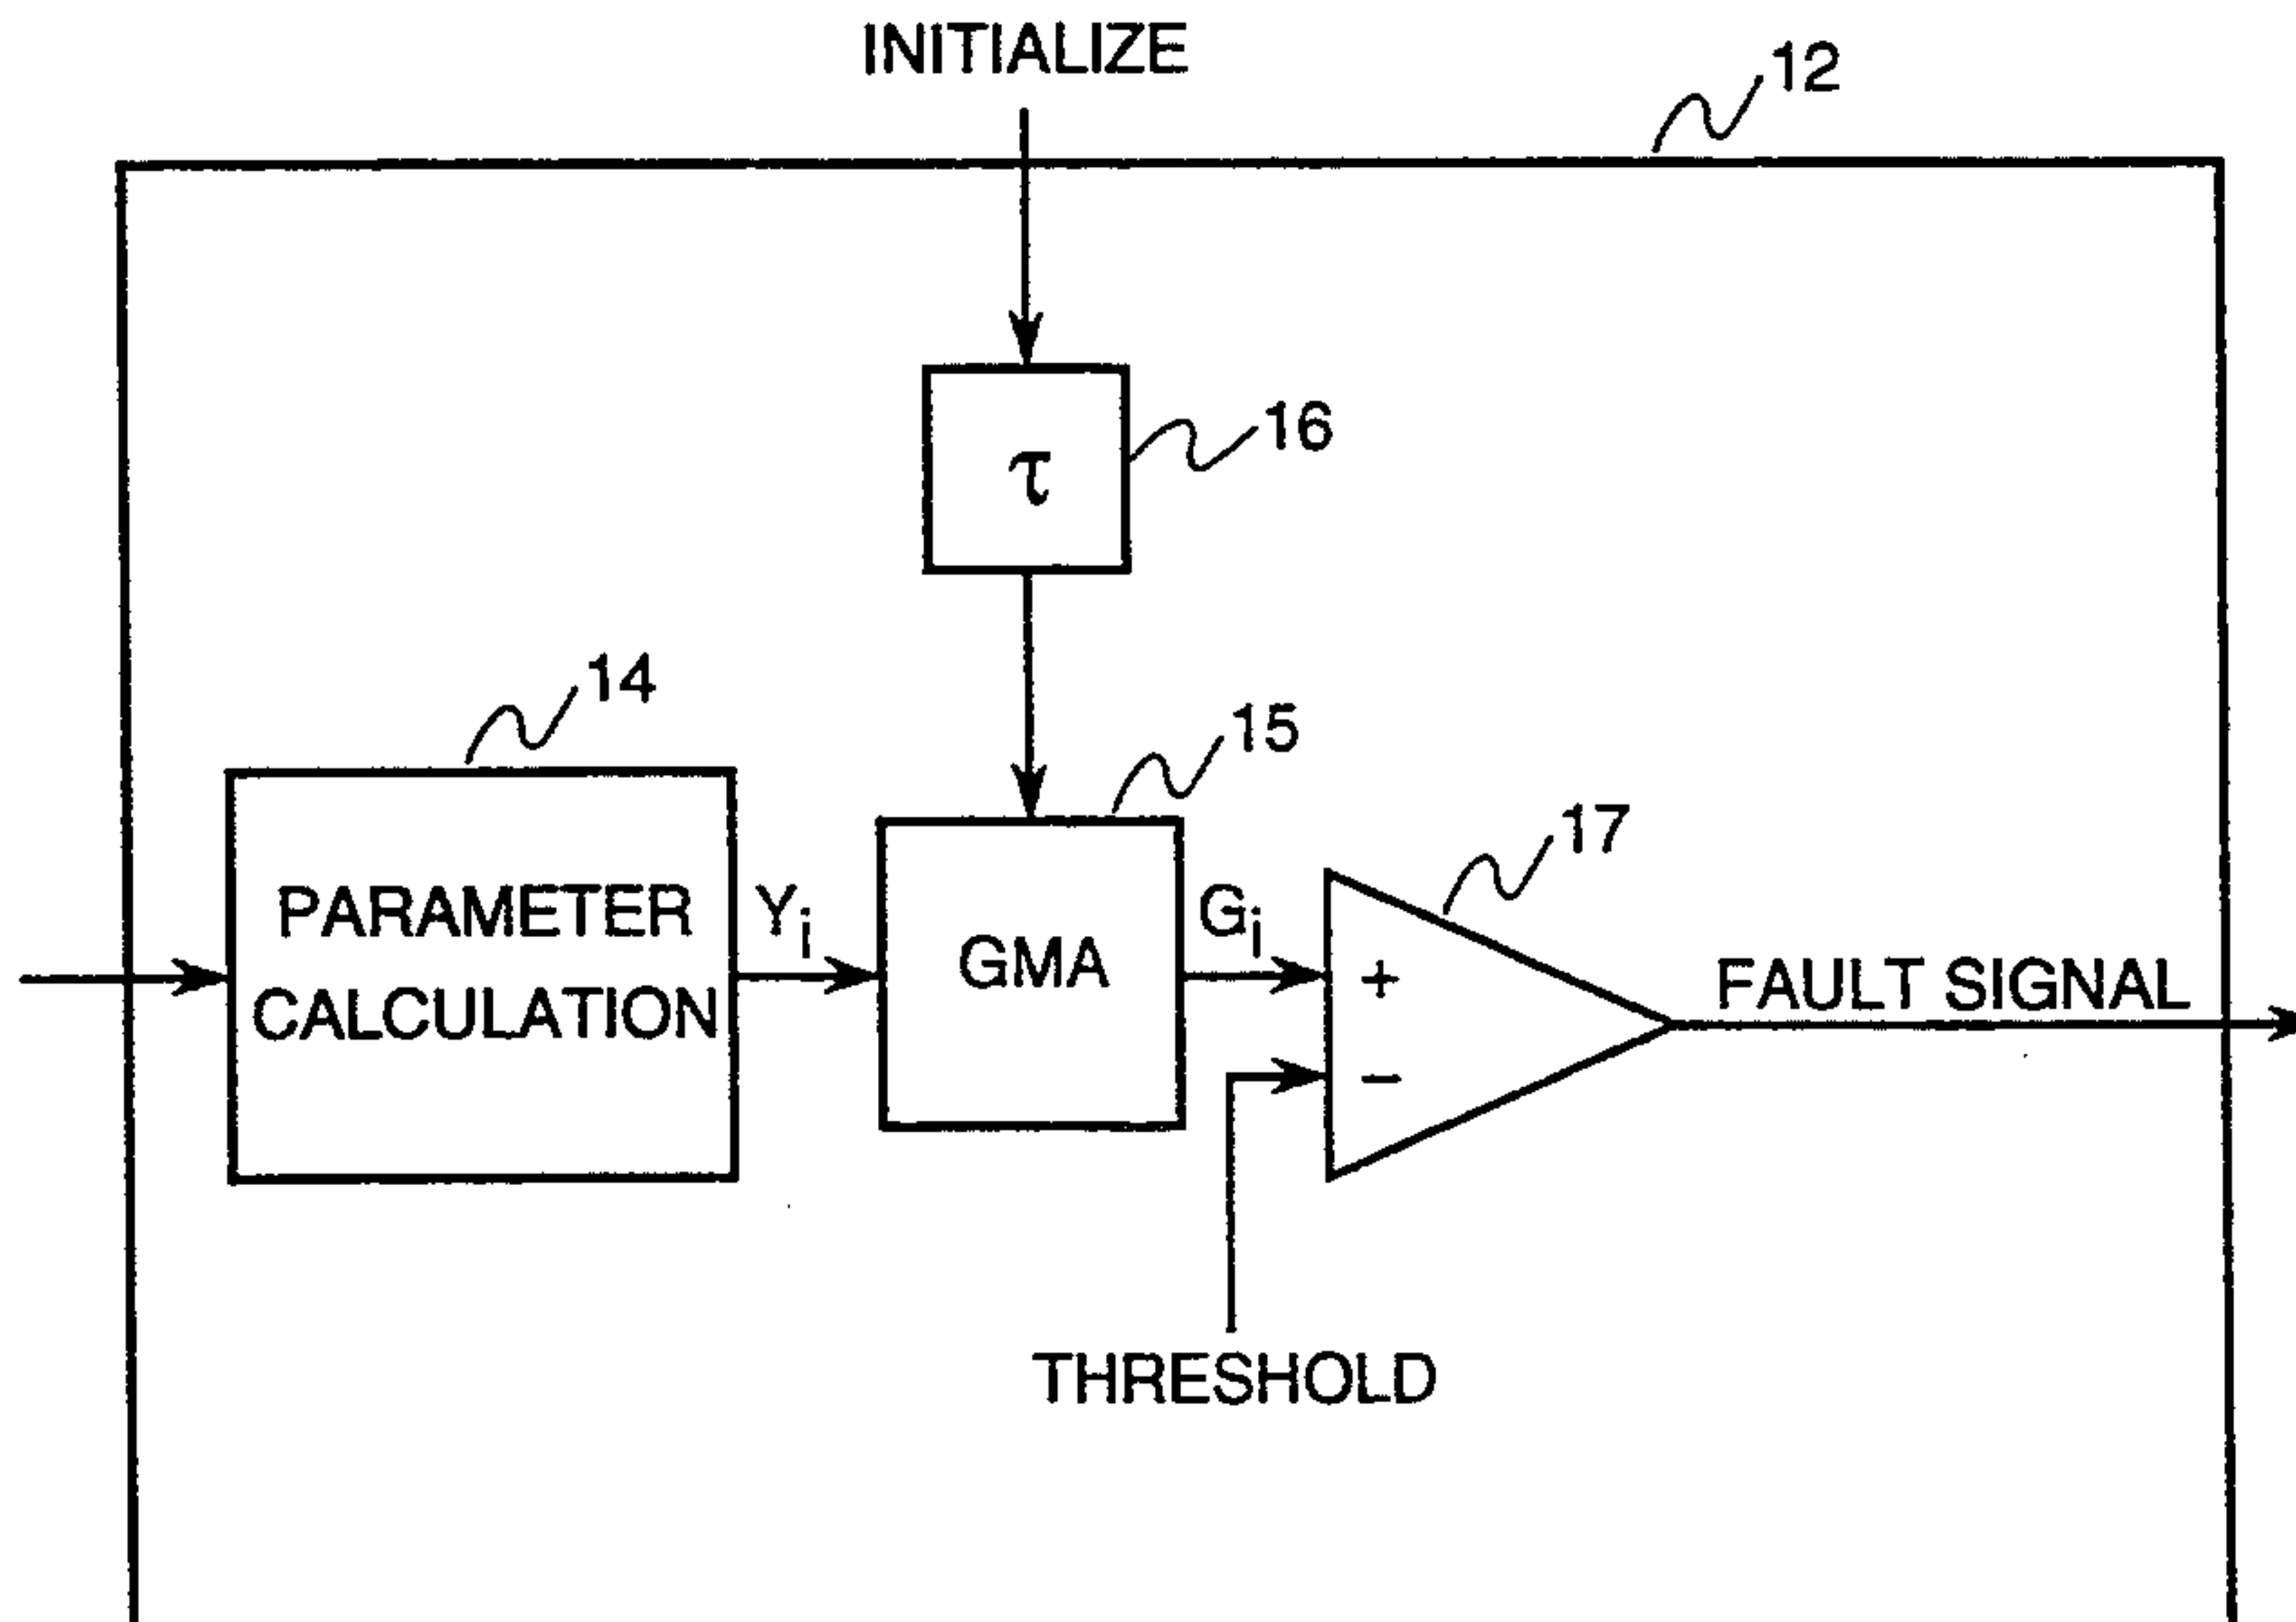 INITIALIZE
12
τ
16
14
15
17
PARAMETER
CALCULATION
Yi
GMA
Gi
+
−
FAULT SIGNAL
THRESHOLD